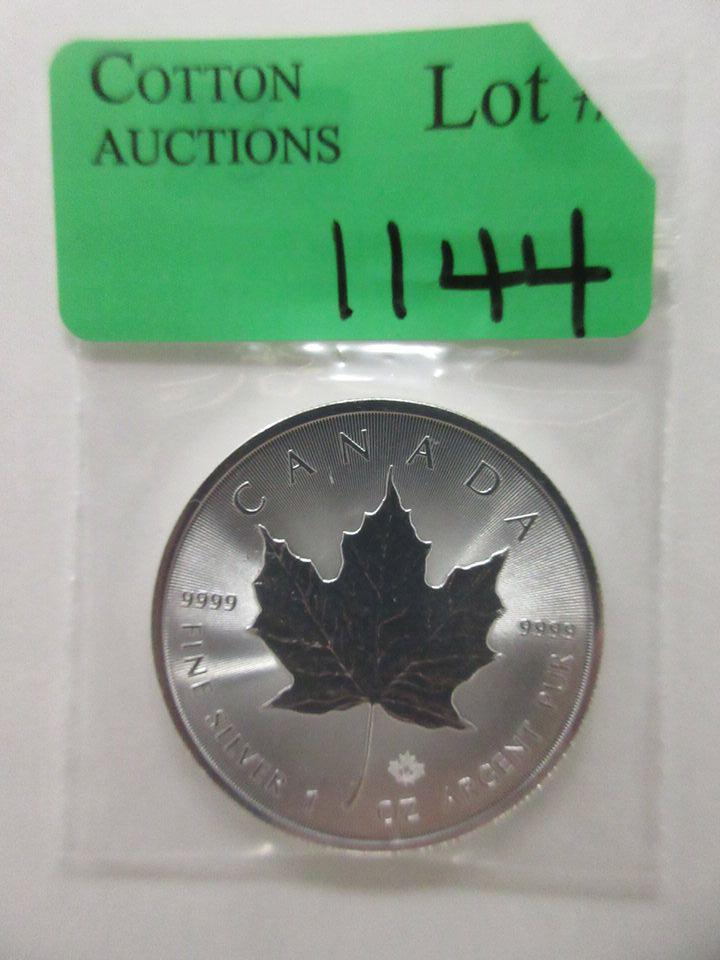 COTTON
AUCTIONS
Lot
1144
CANADA
9999
9999
FINE SILVER 1 OZ ARGENT PUR